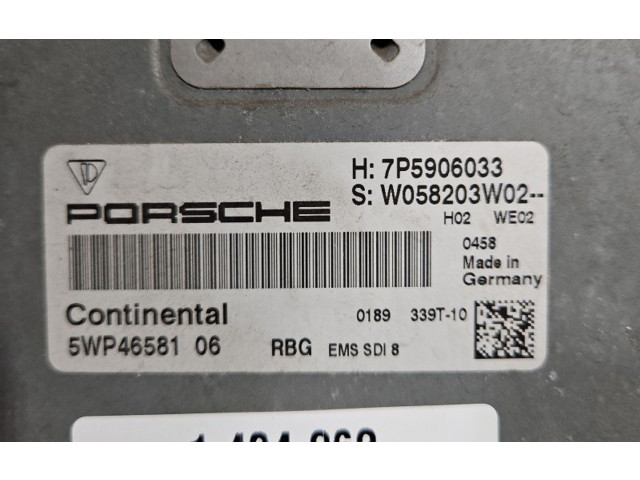 H: 7P5906033
PORSCHE
S: W058203W02--
H02 WE02
0458
Made in
Germany
Continental
0189 339T-10
5WP46581 06
RBG EMS SDI 8